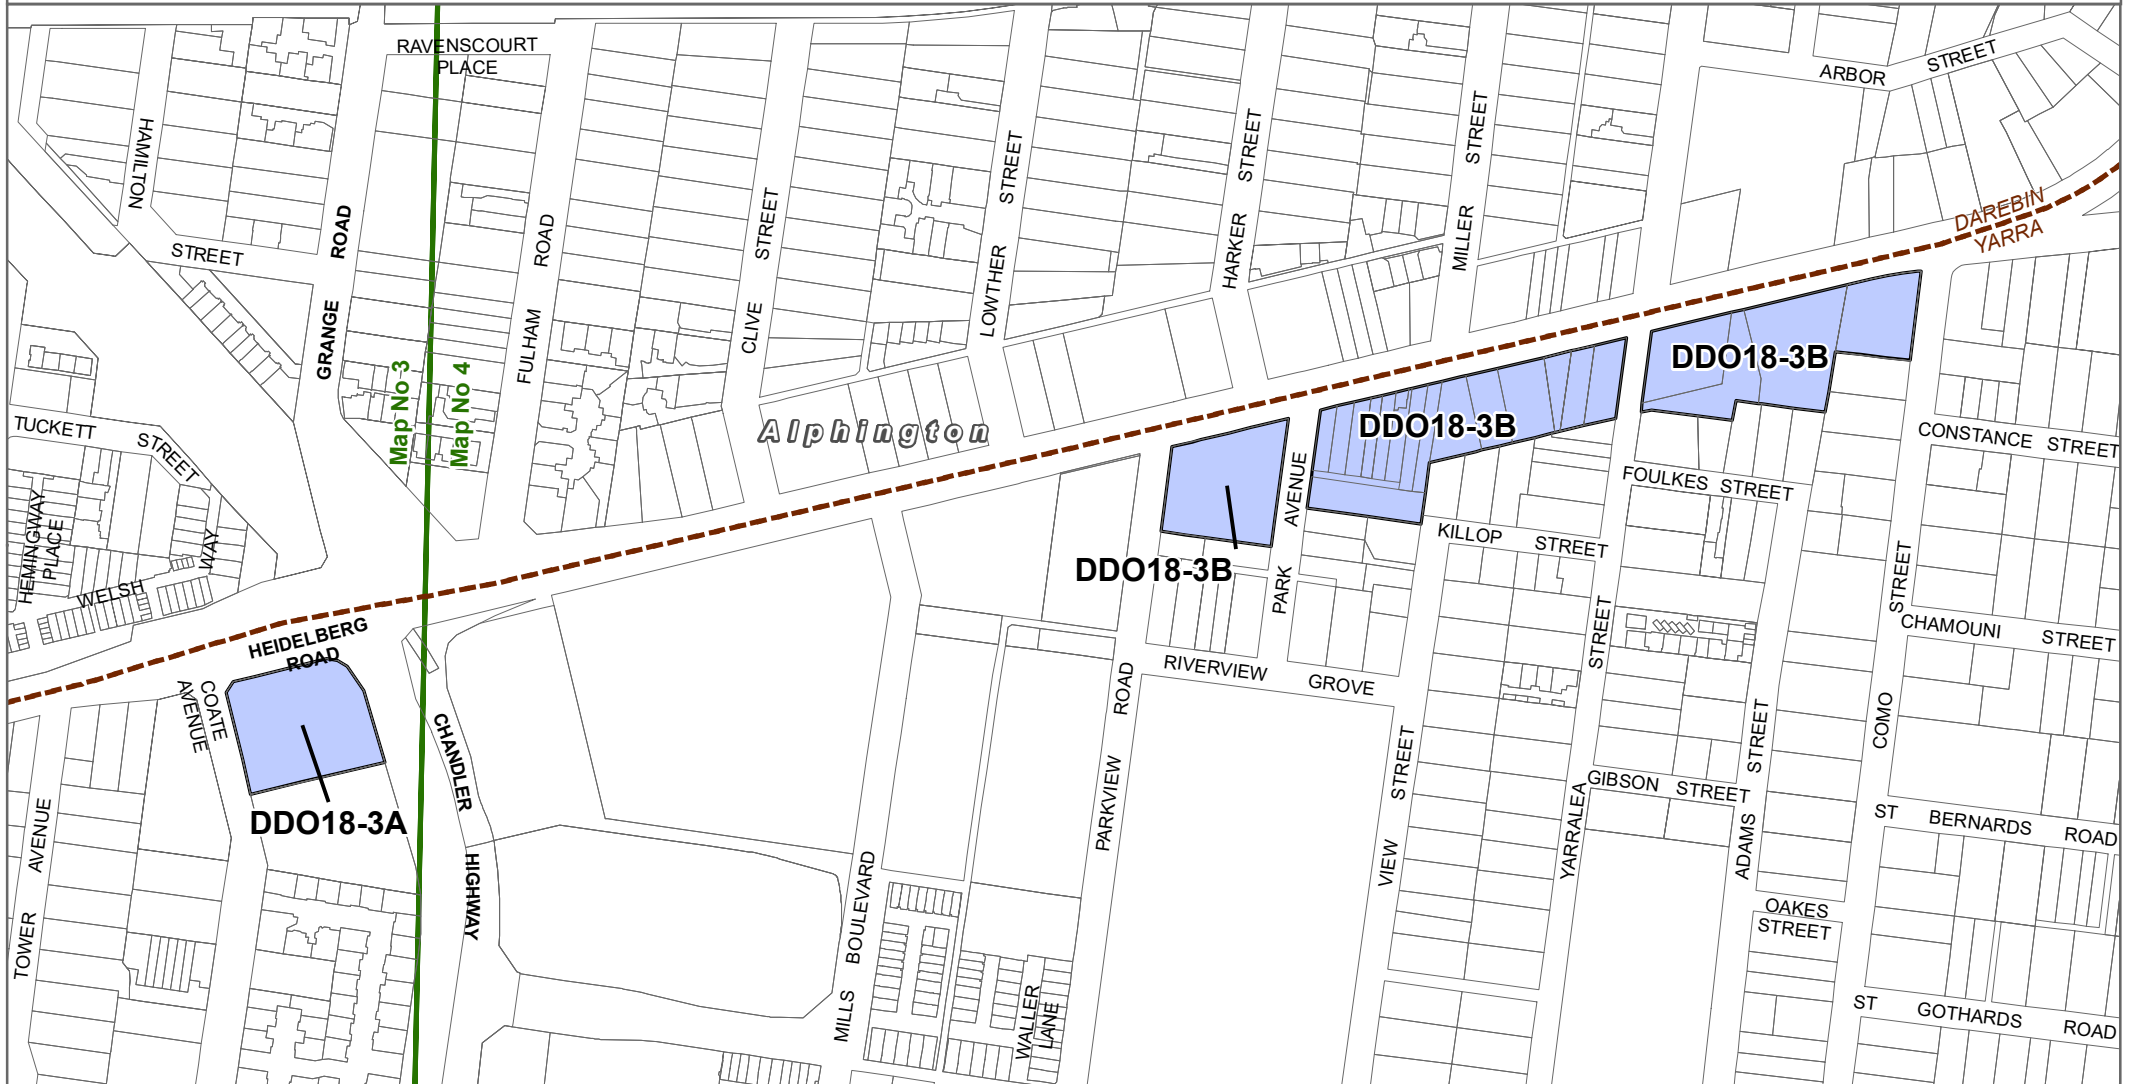 RAVENSCOURT
PLACE
ARBOR STREET
HAMILTON
STREET
GRANGE ROAD
FULHAM ROAD
CLIVE STREET
LOWTHER STREET
HARKER STREET
MILLER STREET
DAREBIN
YARRA
Map No 3
Map No 4
Alphington
DDO18-3B
DDO18-3B
DDO18-3B
TUCKETT STREET
HEMINGWAY
PLACE
WELSH WAY
HEIDELBERG
ROAD
COATE
AVENUE
DDO18-3A
CHANDLER HIGHWAY
TOWER AVENUE
MILLS BOULEVARD
WALLER
LANE
PARKVIEW ROAD
PARK AVENUE
RIVERVIEW GROVE
VIEW STREET
KILLOP STREET
FOULKES STREET
YARRALEA STREET
GIBSON STREET
ADAMS STREET
COMO STREET
CONSTANCE STREET
CHAMOUNI STREET
ST BERNARDS ROAD
OAKES
STREET
ST GOTHARDS ROAD